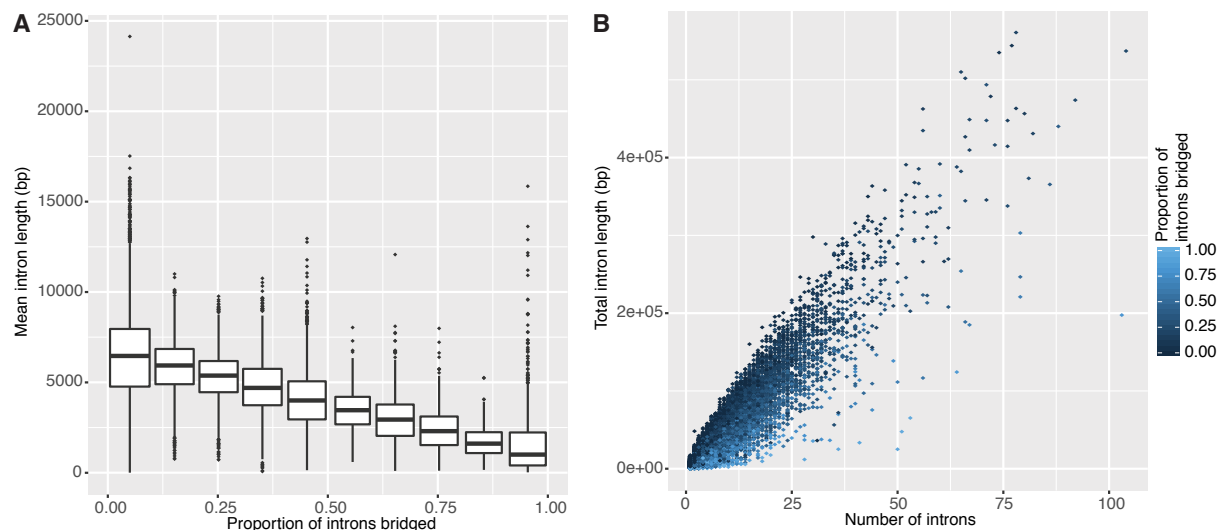 A
25000
20000
15000
10000
5000
0
Mean intron length (bp)
0.00
0.25
0.50
0.75
1.00
Proportion of introns bridged
B
4e+05
2e+05
0e+00
Total intron length (bp)
0
25
50
75
100
Number of introns
Proportion of
introns bridged
1.00
0.75
0.50
0.25
0.00